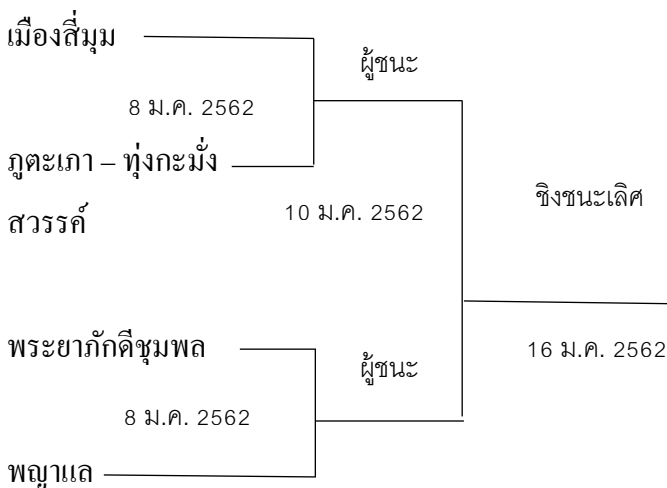 เมืองสี่มุม
ผู้ชนะ
8 ม.ค. 2562
ภูตะเภา – ทุ่งกะมั่ง
สวรรค์
10 ม.ค. 2562
ชิงชนะเลิศ
พระยาภักดีชุมพล
ผู้ชนะ
16 ม.ค. 2562
8 ม.ค. 2562
พญาแล